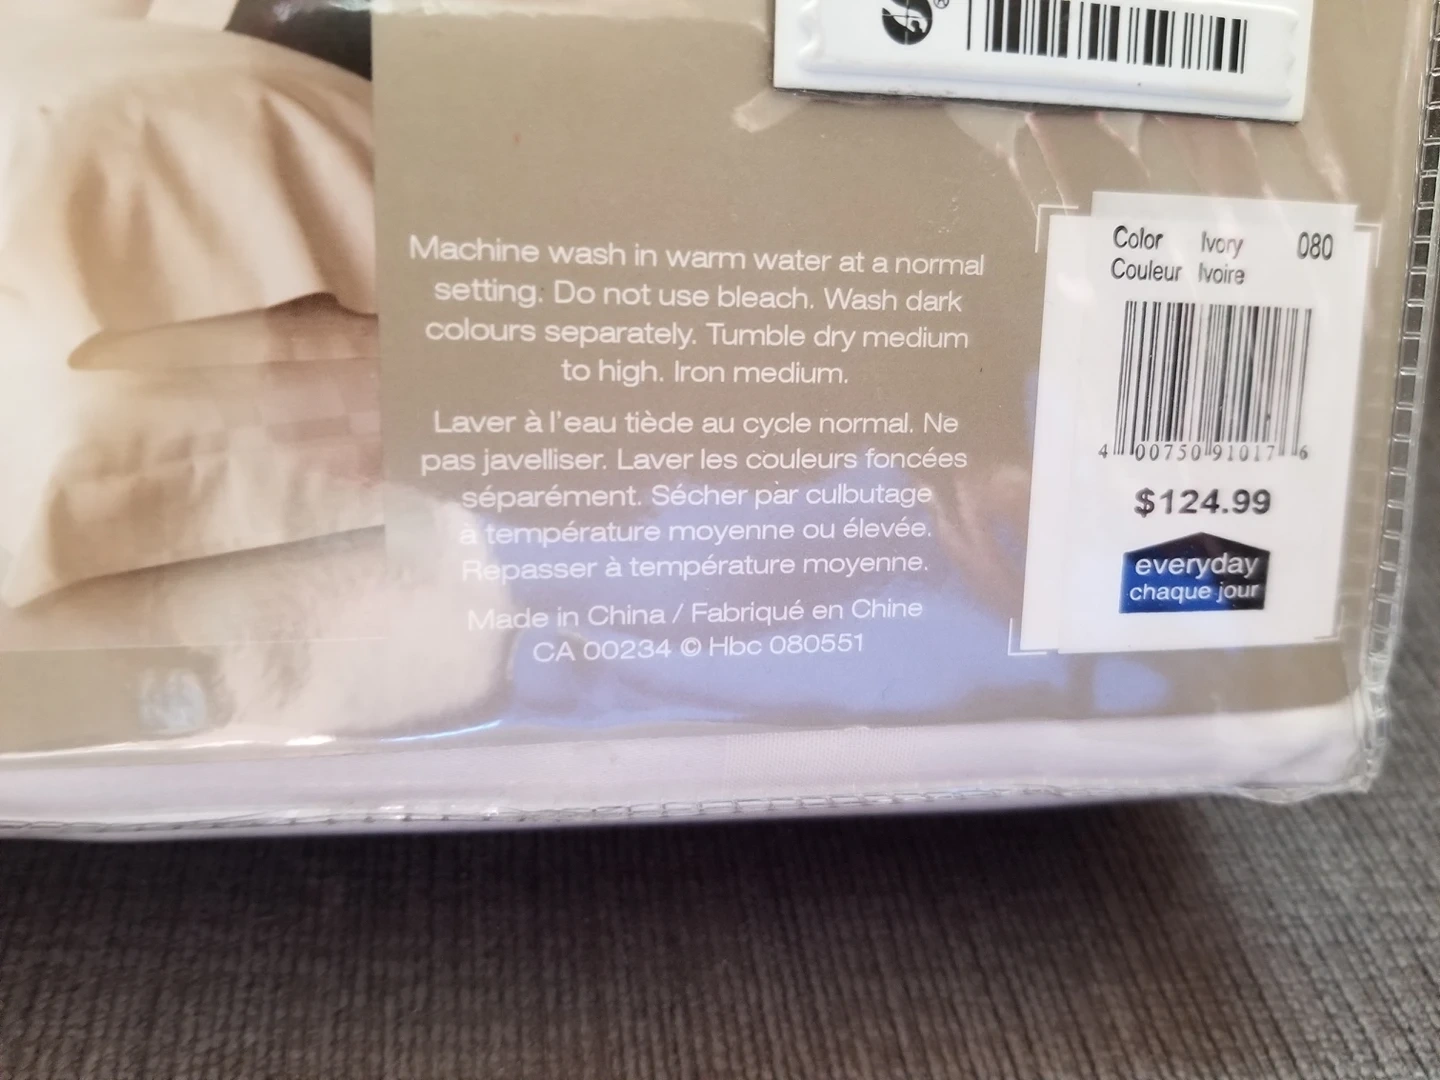 Machine wash in warm water at a normal
setting. Do not use bleach. Wash dark
colours separately. Tumble dry medium
to high. Iron medium.
Laver à l'eau tiède au cycle normal. Ne
pas javelliser. Laver les couleurs foncées
séparément. Sécher par culbutage
à température moyenne ou élevée.
Repasser à température moyenne.
Made in China / Fabriqué en Chine
CA 00234 © Hbc 080551
Color Ivory 080
Couleur Ivoire
4 00750 91017 6
$124.99
everyday
chaque jour